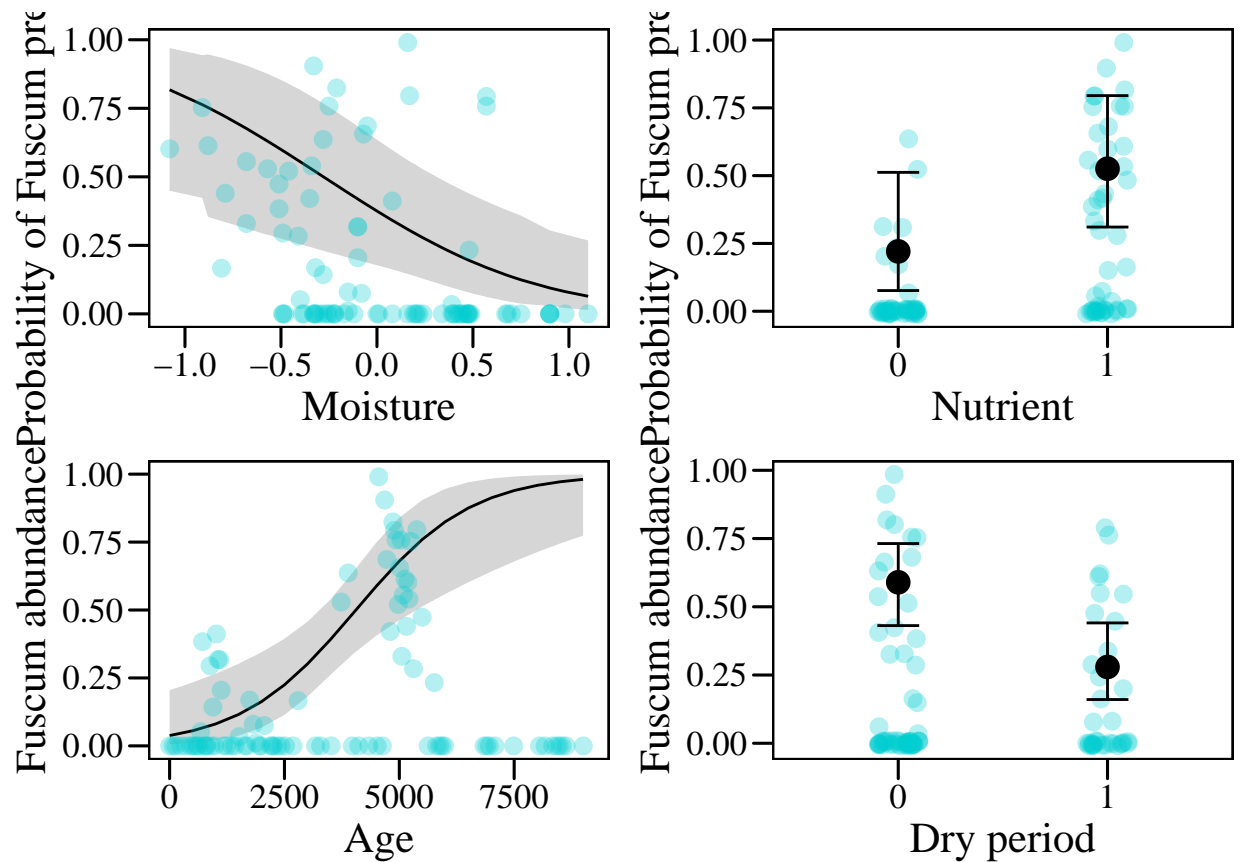 Probability of Fuscum pre
1.00
0.75
0.50
0.25
0.00
−1.0 −0.5 0.0 0.5 1.0
Moisture
Probability of Fuscum pre
1.00
0.75
0.50
0.25
0.00
0 1
Nutrient
Fuscum abundance
1.00
0.75
0.50
0.25
0.00
0 2500 5000 7500
Age
Fuscum abundance
1.00
0.75
0.50
0.25
0.00
0 1
Dry period